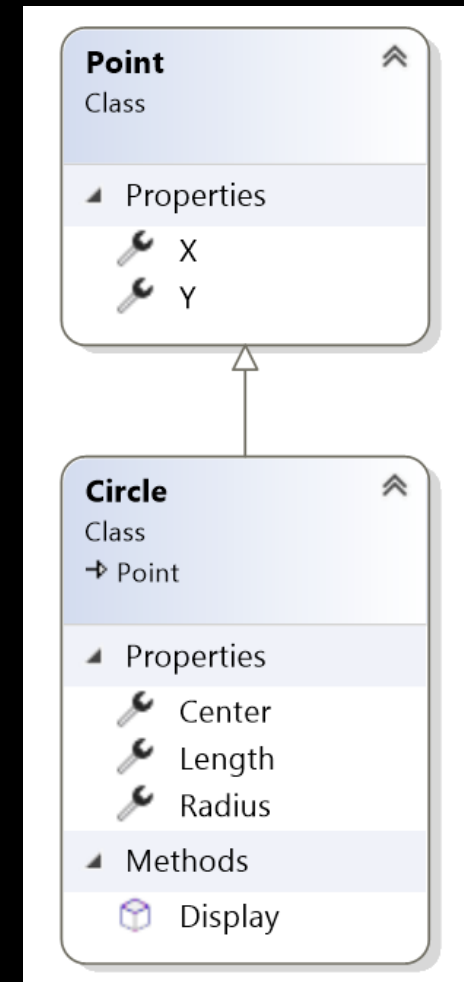 Point
Class
Properties
X
Y
Circle
Class
Point
Properties
Center
Length
Radius
Methods
Display